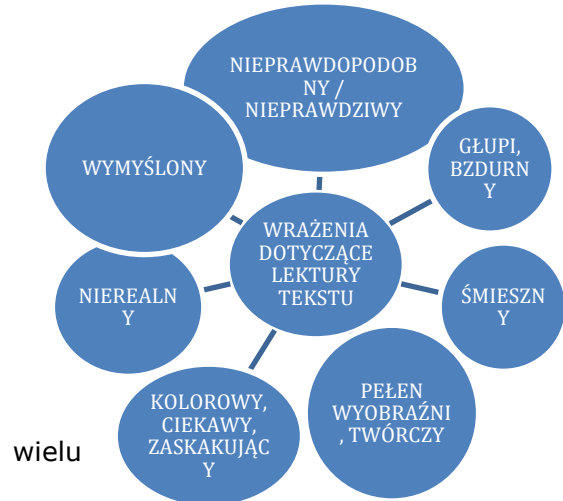 NIEPRAWDOPODOB
NY /
NIEPRAWDZIWY
GŁUPI,
BZDURN
Y
WYMYŚLONY
WRAŻENIA
DOTYCZĄCE
LEKTURY
TEKSTU
NIEREALN
Y
ŚMIESZN
Y
KOLOROWY,
CIEKAWY,
ZASKAKUJĄC
Y
PEŁEN
WYOBRAŹNI
, TWÓRCZY
wielu